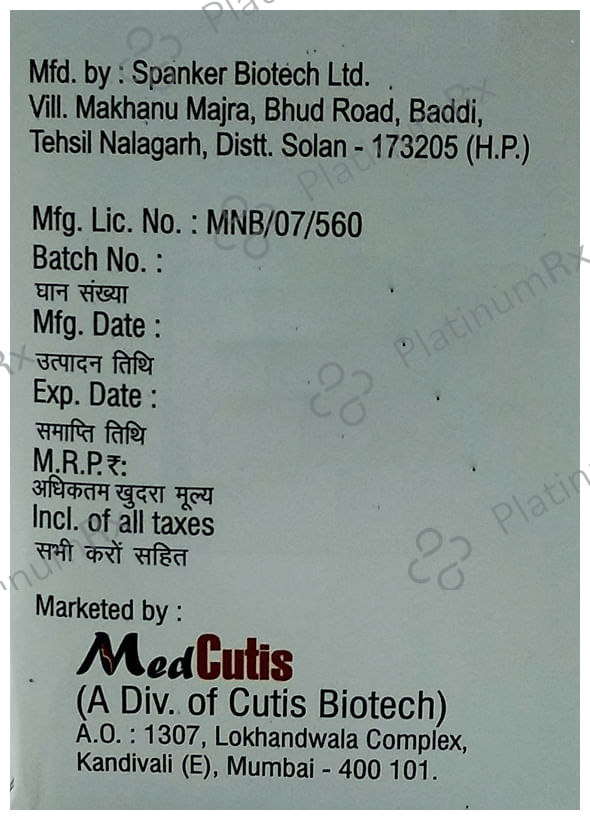 Mfd. by : Spanker Biotech Ltd.
Vill. Makhanu Majra, Bhud Road, Baddi,
Tehsil Nalagarh, Distt. Solan - 173205 (H.P.)
Mfg. Lic. No. : MNB/07/560
Batch No. :
घान संख्या
Mfg. Date :
उत्पादन तिथि
Exp. Date :
समाप्ति तिथि
M.R.P.₹:
अधिकतम खुदरा मूल्य
Incl. of all taxes
सभी करों सहित
Marketed by :
MedCutis
(A Div. of Cutis Biotech)
A.O. : 1307, Lokhandwala Complex,
Kandivali (E), Mumbai - 400 101.
PlatinumRx